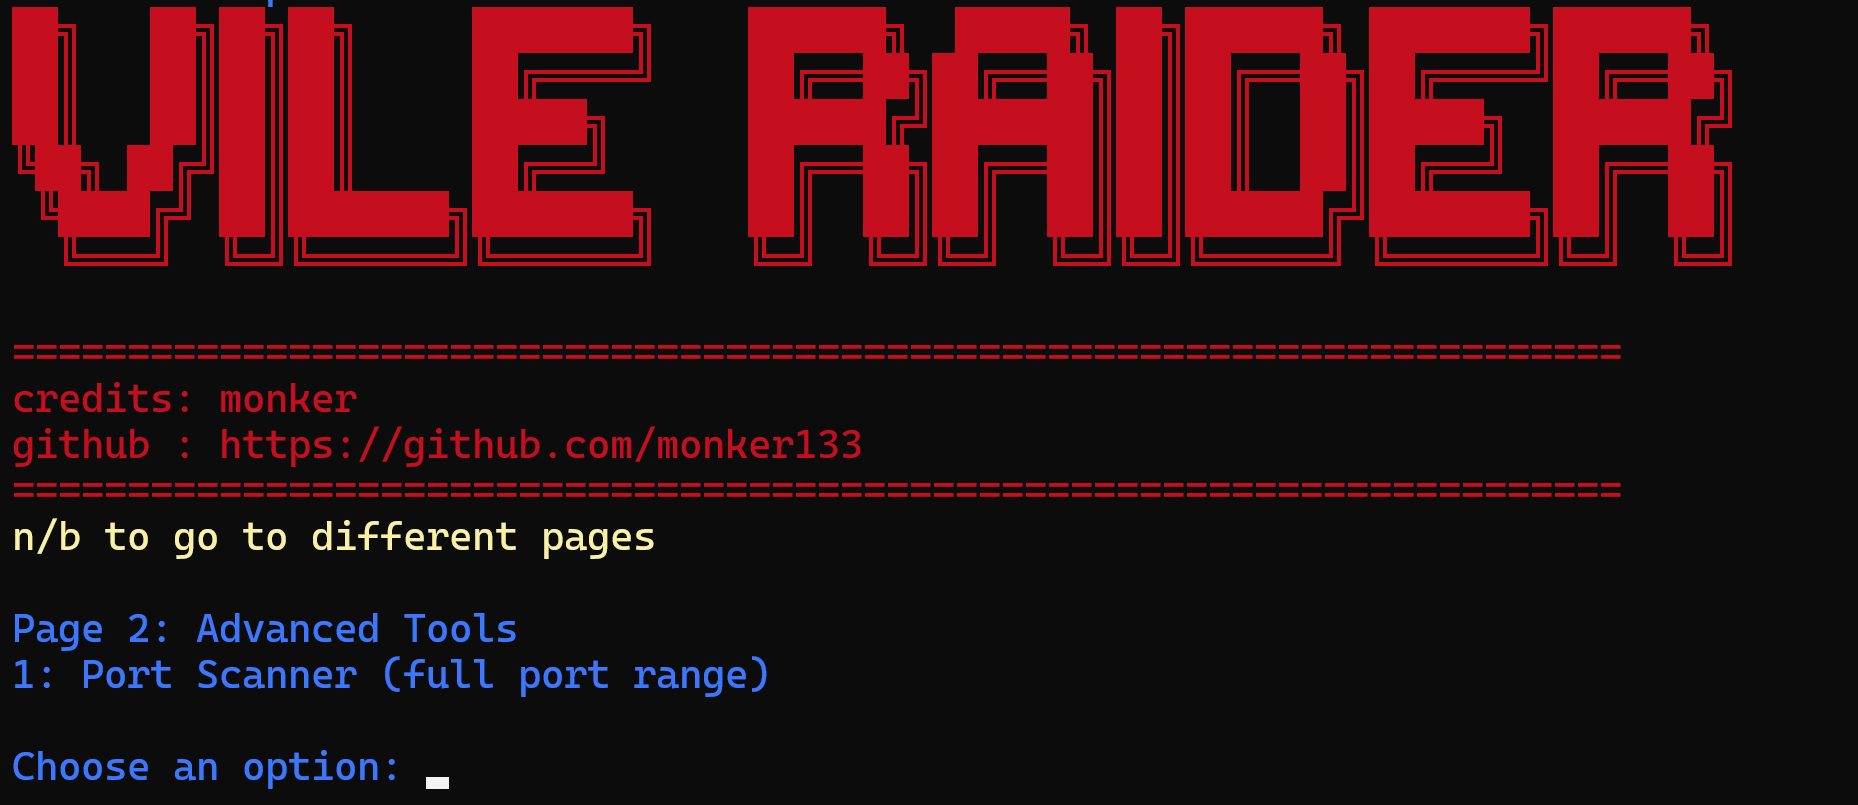 VILE RAIDER
======================================================================
credits: monker
github : https://github.com/monker133
======================================================================
n/b to go to different pages
Page 2: Advanced Tools
1: Port Scanner (full port range)
Choose an option: